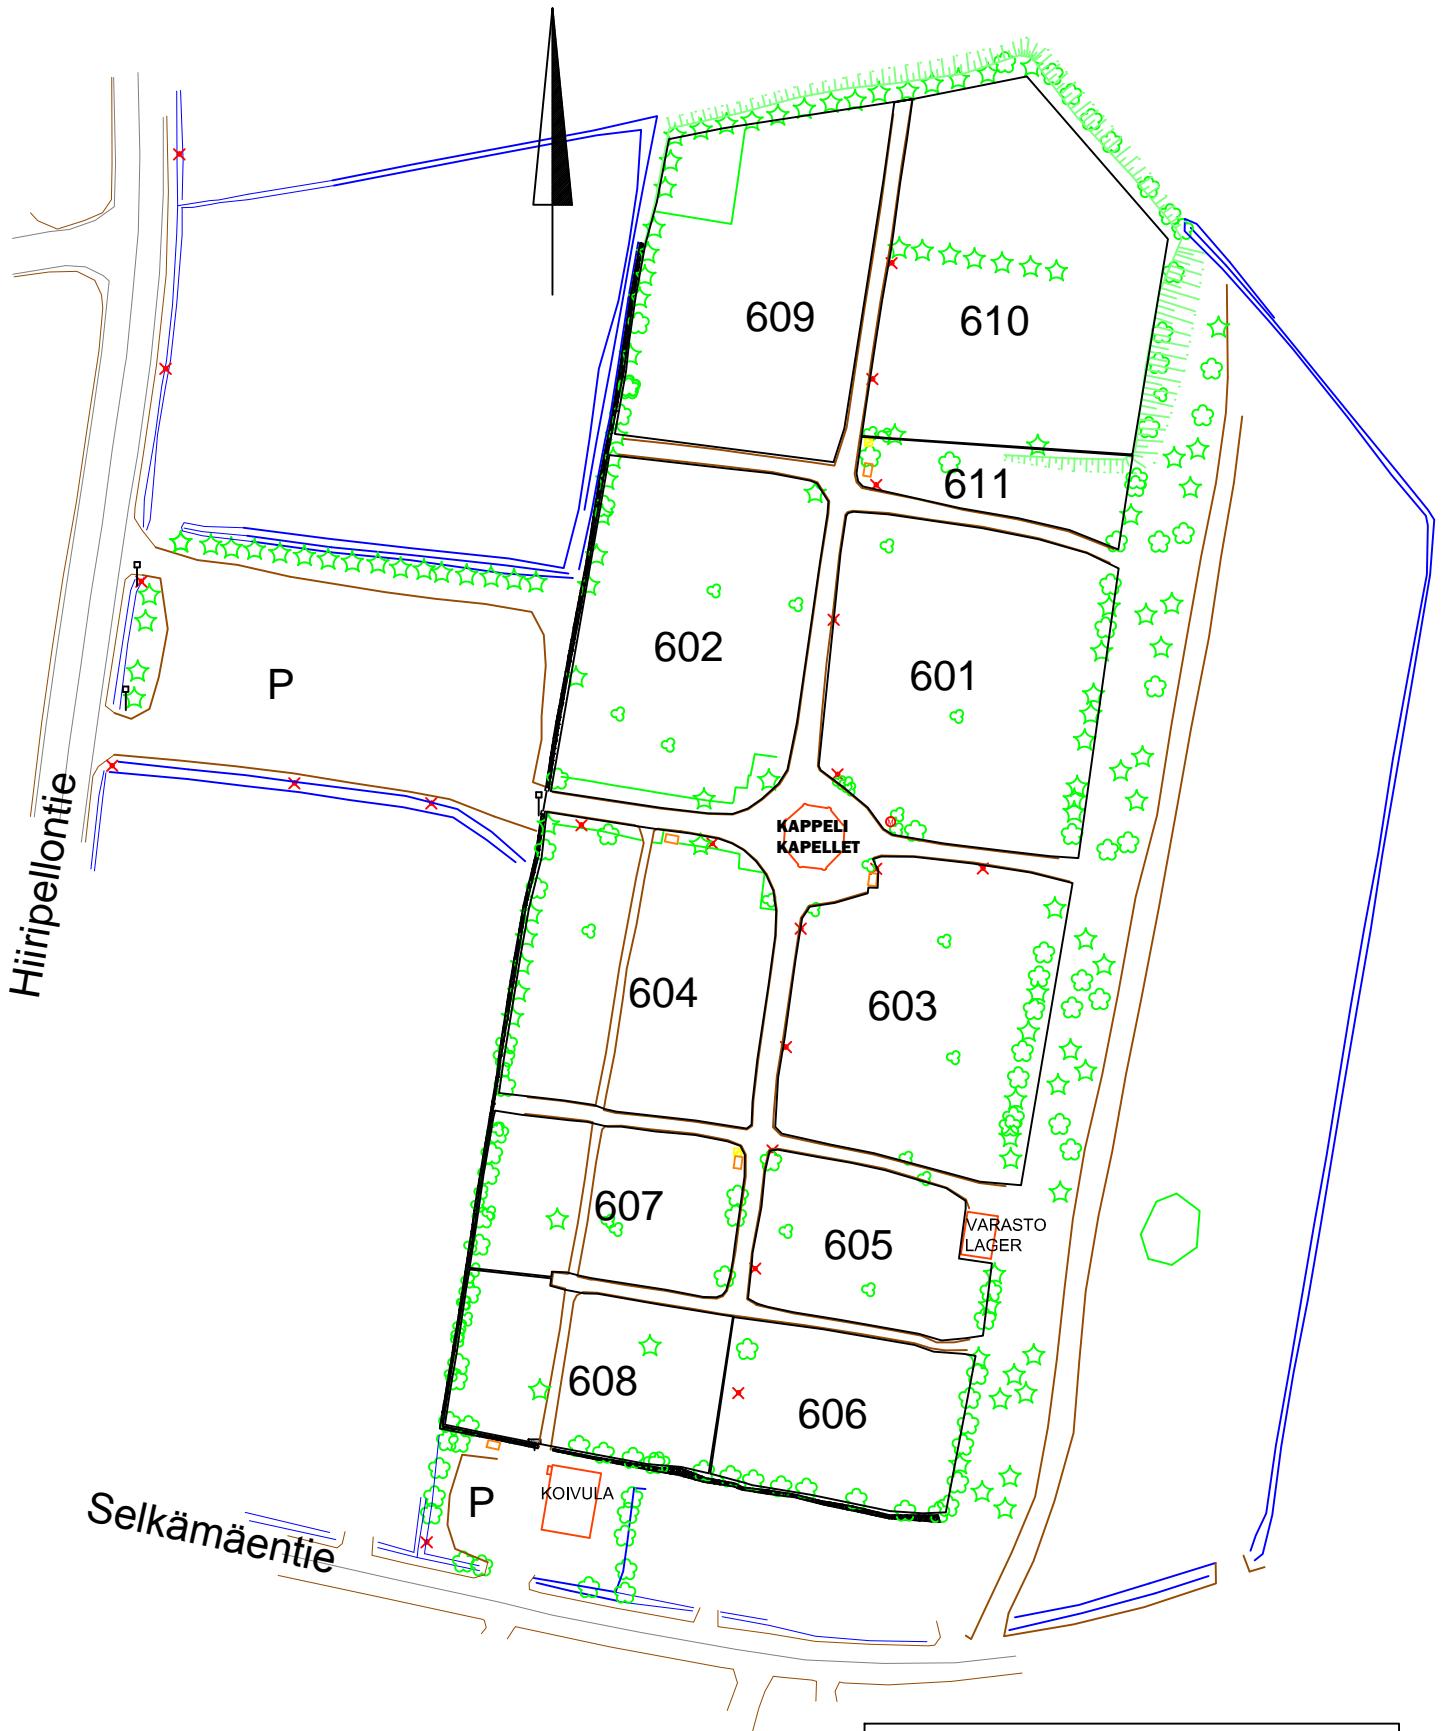 609
610
611
602
601
P
KAPPELI
KAPELLET
Hiiripellontie
604
603
607
605
VARASTO
LAGER
608
606
KOIVULA
P
Selkämäentie